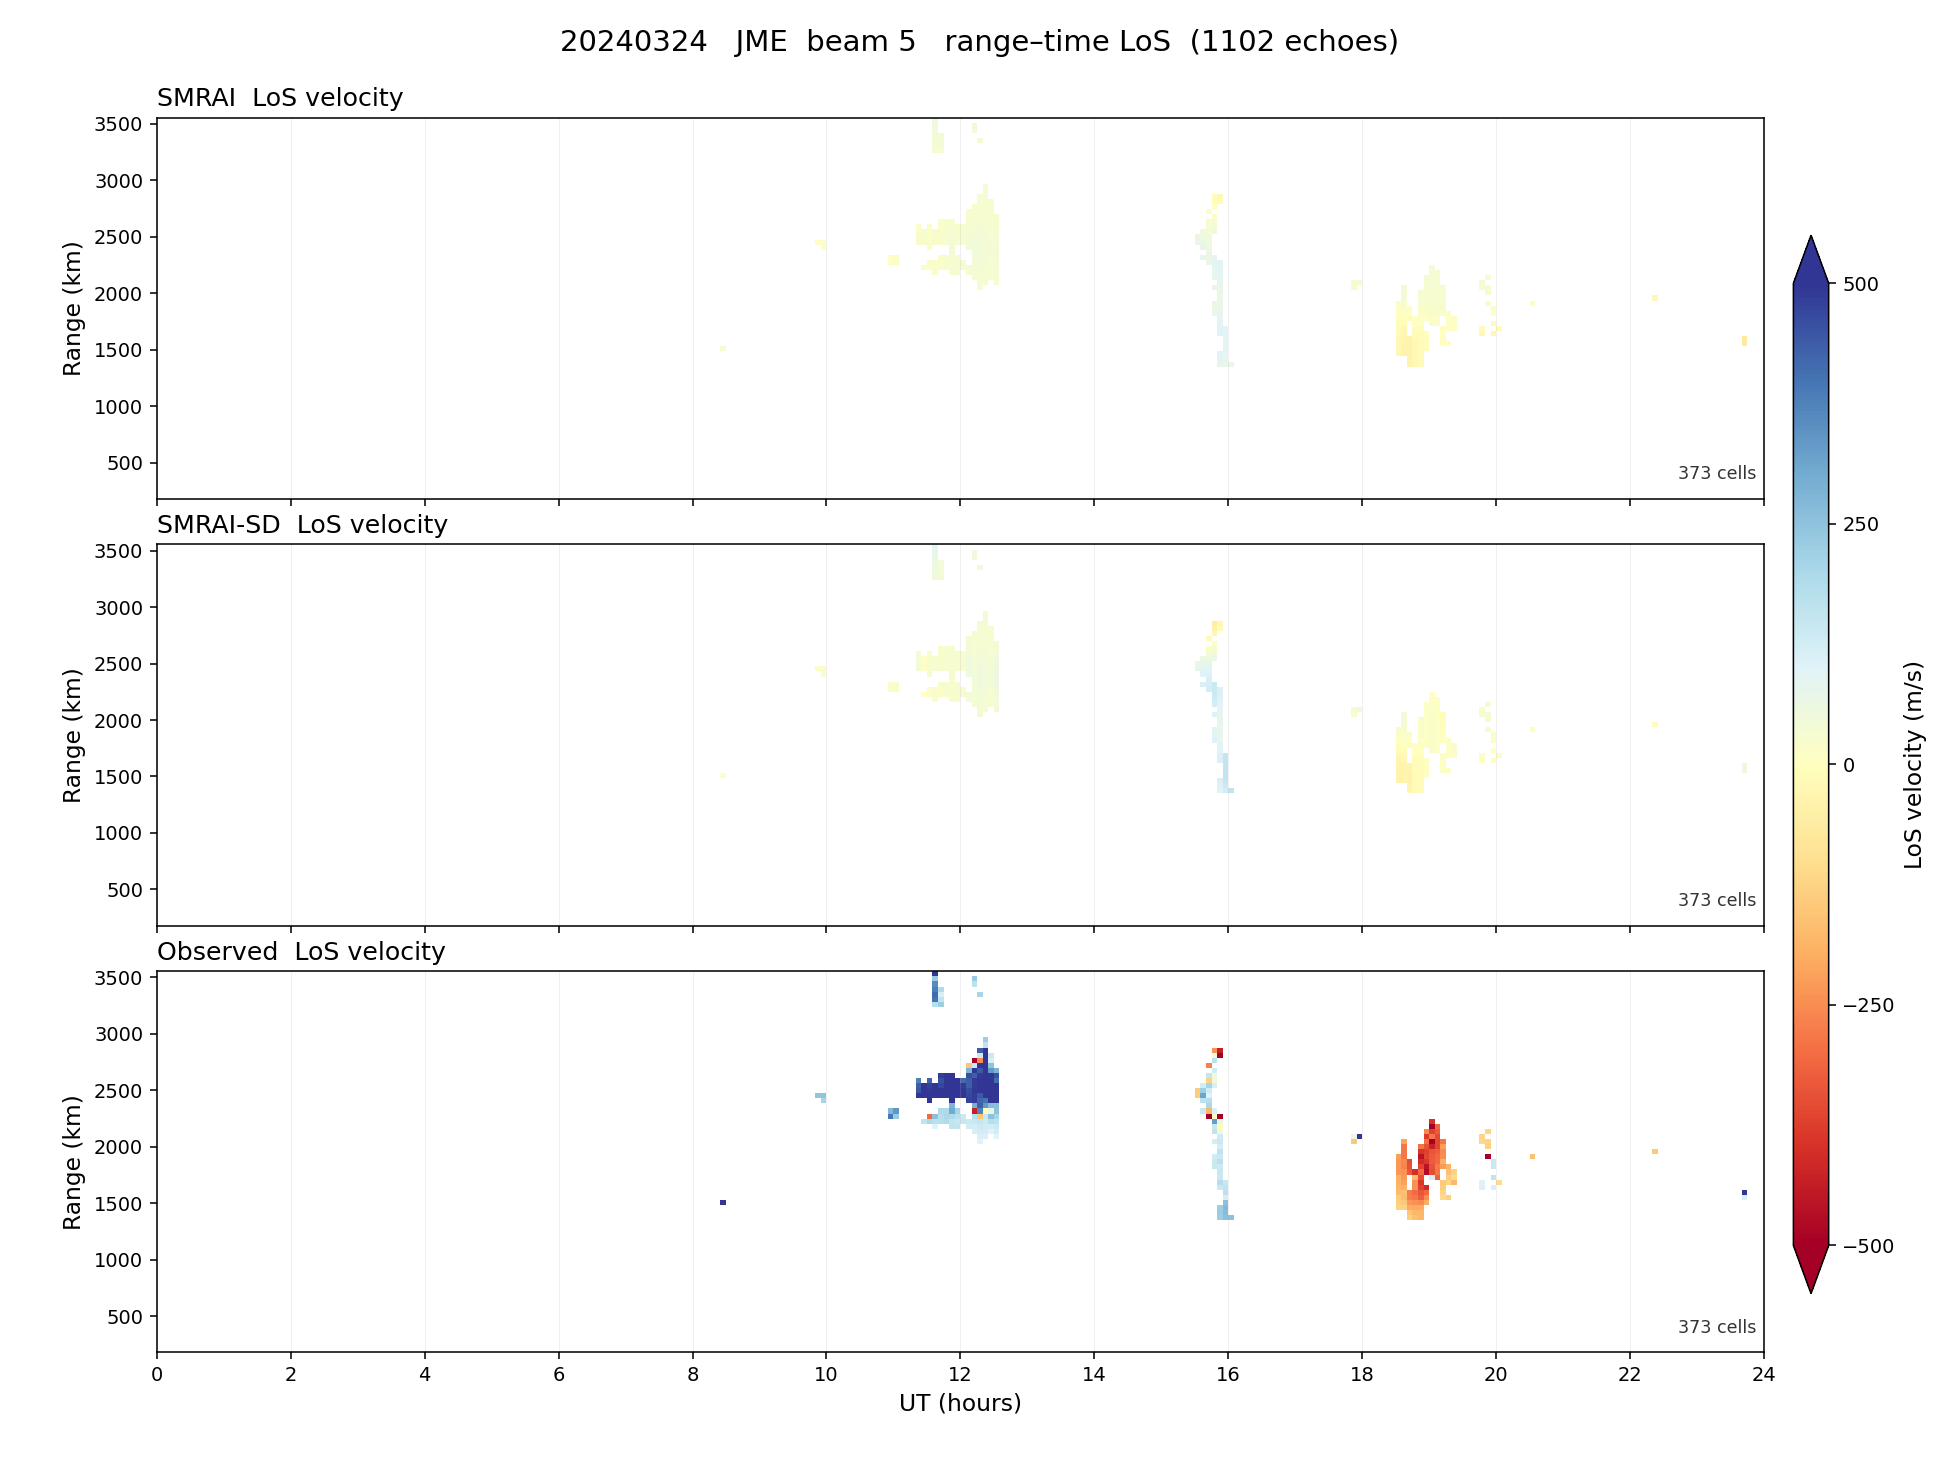 20240324   JME  beam 5   range–time LoS  (1102 echoes)
SMRAI  LoS velocity
3500
3000
2500
2000
1500
1000
500
Range (km)
373 cells
SMRAI-SD  LoS velocity
3500
3000
2500
2000
1500
1000
500
Range (km)
373 cells
Observed  LoS velocity
3500
3000
2500
2000
1500
1000
500
Range (km)
373 cells
0 2 4 6 8 10 12 14 16 18 20 22 24
UT (hours)
500
250
0
−250
−500
LoS velocity (m/s)